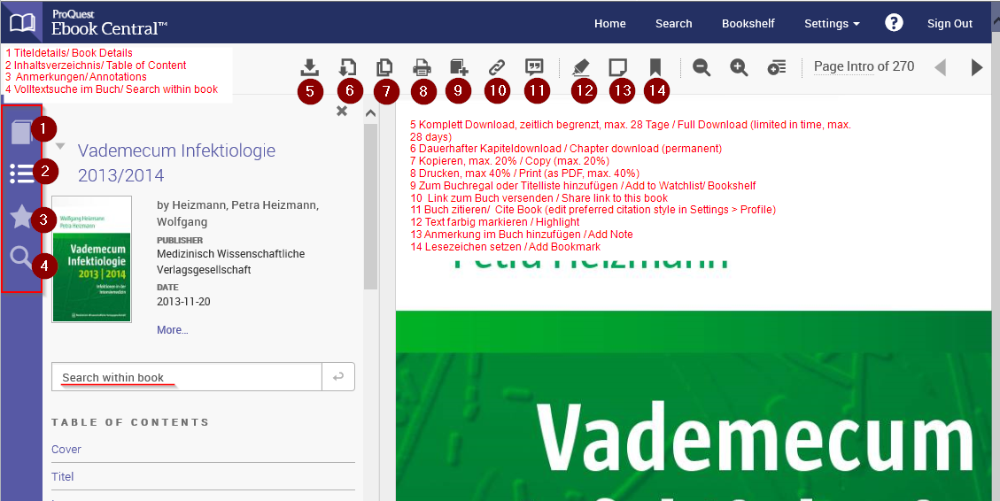 ProQuest
Ebook Central™
Home
Search
Bookshelf
Settings
?
Sign Out
1 Titeldetails/ Book Details
2 Inhaltsverzeichnis/ Table of Content
3 Anmerkungen/ Annotations
4 Volltextsuche im Buch/ Search within book
Page Intro of 270
5
6
7
8
9
10
11
12
13
14
1
2
3
4
Vademecum Infektiologie
2013/2014
Wolfgang Heizmann
Petra Heizmann
Vademecum
Infektiologie
2013 | 2014
Infektionen in der
Intensivmedizin
by Heizmann, Petra Heizmann,
Wolfgang
PUBLISHER
Medizinisch Wissenschaftliche
Verlagsgesellschaft
DATE
2013-11-20
More...
Search within book
TABLE OF CONTENTS
Cover
Titel
5 Komplett Download, zeitlich begrenzt, max. 28 Tage / Full Download (limited in time, max.
28 days)
6 Dauerhafter Kapiteldownload / Chapter download (permanent)
7 Kopieren, max. 20% / Copy (max. 20%)
8 Drucken, max 40% / Print (as PDF, max. 40%)
9 Zum Buchregal oder Titelliste hinzufügen / Add to Watchlist/ Bookshelf
10 Link zum Buch versenden / Share link to this book
11 Buch zitieren/ Cite Book (edit preferred citation style in Settings > Profile)
12 Text farbig markieren / Highlight
13 Anmerkung im Buch hinzufügen / Add Note
14 Lesezeichen setzen / Add Bookmark
Petra Heizmann
Vademecum